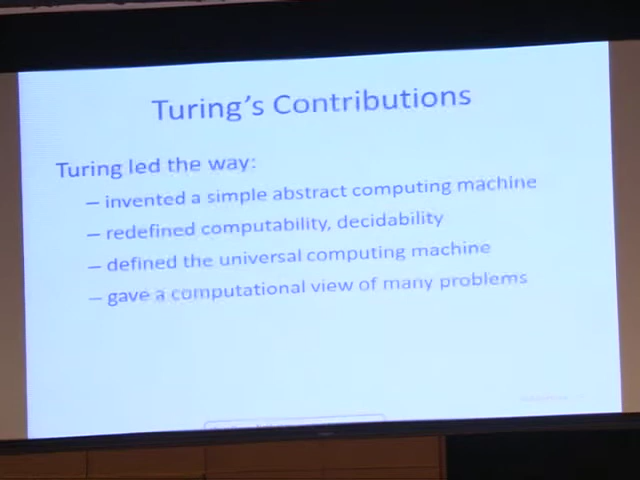 Turing's Contributions
Turing led the way:
– invented a simple abstract computing machine
– redefined computability, decidability
– defined the universal computing machine
– gave a computational view of many problems